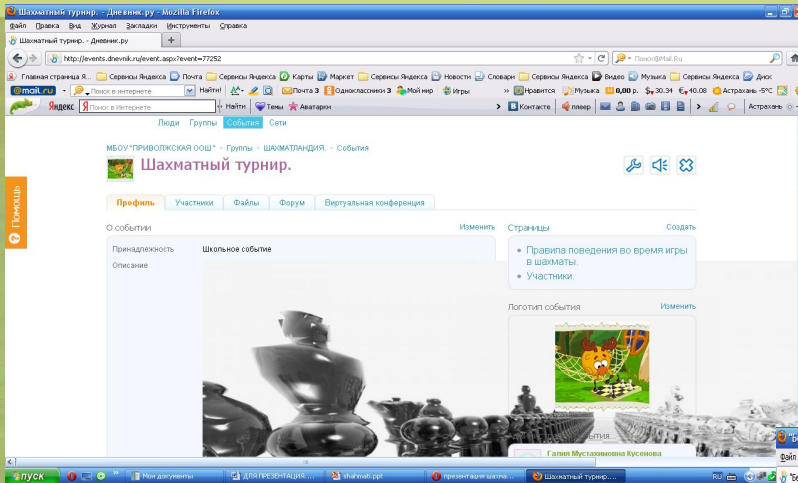 Шахматный турнир. - Дневник.ру - Mozilla Firefox
Файл Правка Вид Журнал Закладки Инструменты Справка
Шахматный турнир. - Дневник.ру
http://events.dnevnik.ru/event.aspx?event=77252
Поиск@Mail.Ru
Главная страница Я... Сервисы Яндекса Почта Сервисы Яндекса Карты Маркет Сервисы Яндекса Новости Словари Сервисы Яндекса Видео Музыка Сервисы Яндекса Диск
@mail.ru Поиск в интернете Найти! Почта 3 Одноклассники 3 Мой мир Игры Нравится Музыка 0,00 р. 30.34 40.08 Астрахань -5°C
Яндекс Поиск в Интернете Найти Темы Аватарки ВКонтакте плеер Астрахань
Люди Группы События Сети
МБОУ "ПРИВОЛЖСКАЯ ООШ" Группы ШАХМАТЛАНДИЯ. События
Шахматный турнир.
Помощь
Профиль Участники Файлы Форум Виртуальная конференция
О событии Изменить
Принадлежность Школьное событие
Описание
Страницы Создать
Правила поведения во время игры
в шахматы.
Участники.
Логотип события Изменить
Галия Мустахимовна Кусенова
Файл
пуск Мои документы ДЛЯ ПРЕЗЕНТАЦИЯ.... shahmati.ppt презентация шахма... Шахматный турнир.... RU